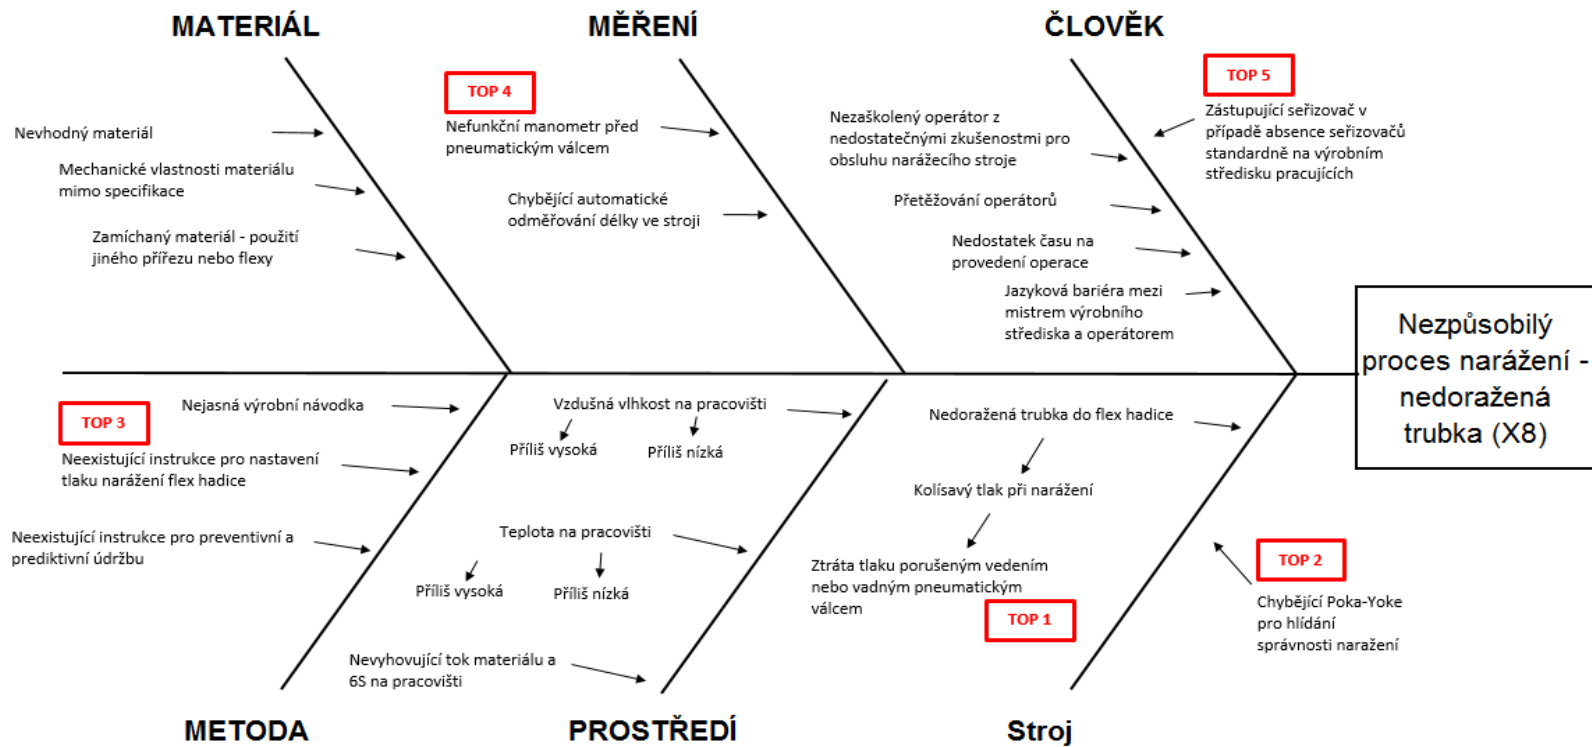 MATERIÁL
MĚŘENÍ
ČLOVĚK
Nevhodný materiál
Mechanické vlastnosti materiálu
mimo specifikace
Zamíchaný materiál - použití
jiného přířezu nebo flexy
TOP 4
Nefunkční manometr před
pneumatickým válcem
Chybějící automatické
odměřování délky ve stroji
Nezaškolený operátor z
nedostatečnými zkušenostmi pro
obsluhu narážecího stroje
Přetěžování operátorů
Nedostatek času na
provedení operace
Jazyková bariéra mezi
mistrem výrobního
střediska a operátorem
TOP 5
Zástupující seřizovač v
případě absence seřizovačů
standardně na výrobním
středisku pracujících
Nezpůsobilý
proces narážení -
nedoražená
trubka (X8)
Nejasná výrobní návodka
TOP 3
Neexistující instrukce pro nastavení
tlaku narážení flex hadice
Neexistující instrukce pro preventivní a
prediktivní údržbu
Vzdušná vlhkost na pracovišti
Příliš vysoká
Příliš nízká
Teplota na pracovišti
Příliš vysoká
Příliš nízká
Nevyhovující tok materiálu a
6S na pracovišti
Nedoražená trubka do flex hadice
Kolísavý tlak při narážení
Ztráta tlaku porušeným vedením
nebo vadným pneumatickým
válcem
TOP 1
TOP 2
Chybějící Poka-Yoke
pro hlídání
správnosti naražení
METODA
PROSTŘEDÍ
Stroj